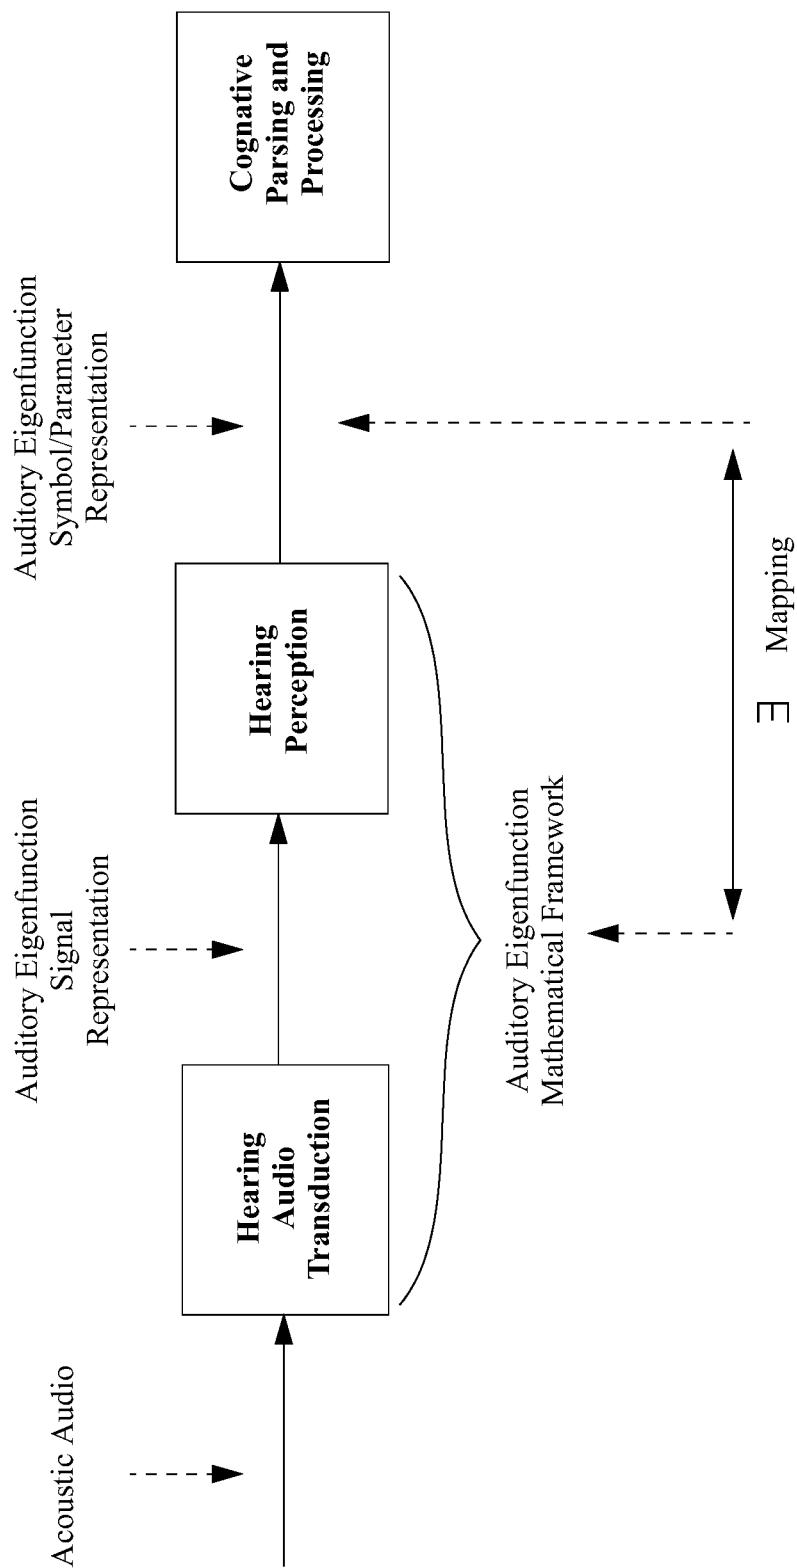 Acoustic Audio
Auditory Eigenfunction
Signal
Representation
Auditory Eigenfunction
Symbol/Parameter
Representation
Hearing
Audio
Transduction
Hearing
Perception
Cognative
Parsing and
Processing
Auditory Eigenfunction
Mathematical Framework
∃ Mapping